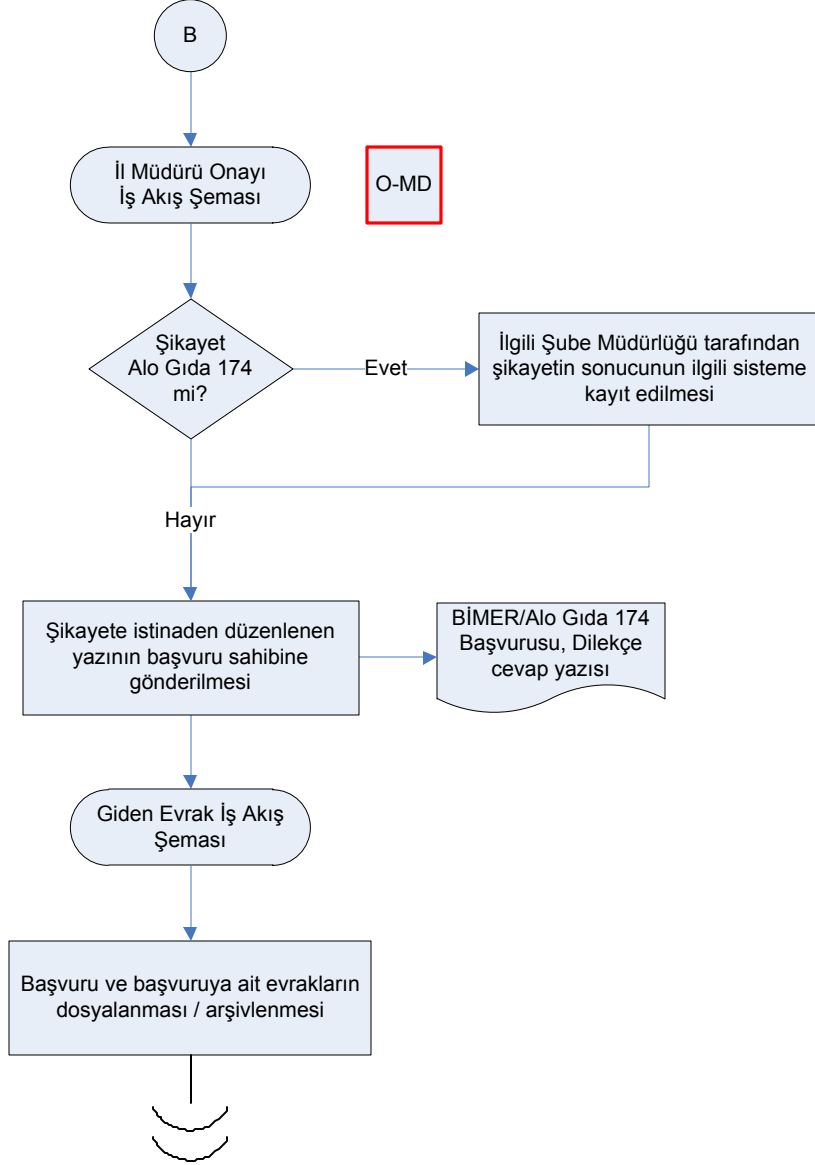 B
İl Müdürü Onayı
İş Akış Şeması
O-MD
Şikayet
Alo Gıda 174
mi?
Evet
İlgili Şube Müdürlüğü tarafından
şikayetin sonucunun ilgili sisteme
kayıt edilmesi
Hayır
Şikayete istinaden düzenlenen
yazının başvuru sahibine
gönderilmesi
BİMER/Alo Gıda 174
Başvurusu, Dilekçe
cevap yazısı
Giden Evrak İş Akış
Şeması
Başvuru ve başvuruya ait evrakların
dosyalanması / arşivlenmesi